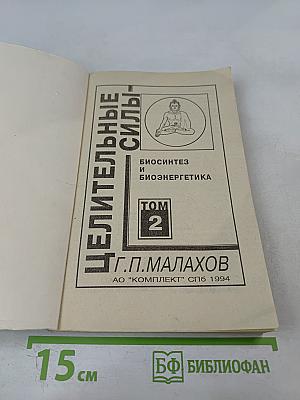 ЦЕЛИТЕЛЬНЫЕ
СИЛЫ-
БИОСИНТЕЗ
И
БИОЭНЕРГЕТИКА
ТОМ
2
Г.П.МАЛАХОВ
АО "КОМПЛЕКТ" СПб 1994
15 см
БФ БИБЛИОФАН